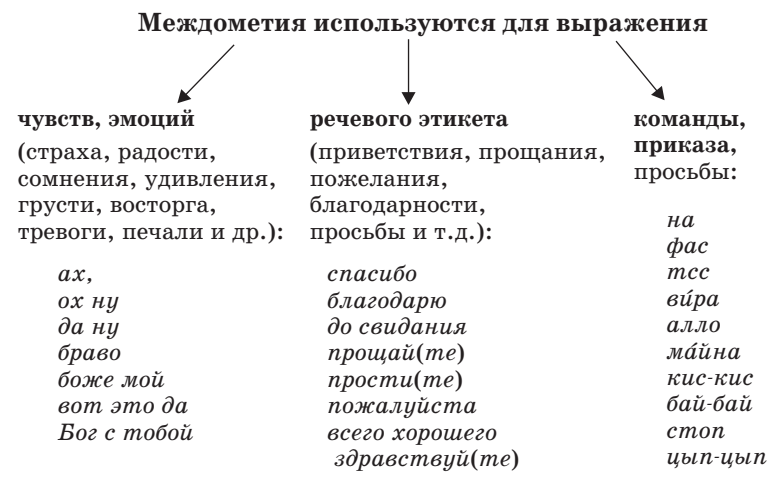 Междометия используются для выражения
чувств, эмоций
(страха, радости,
сомнения, удивления,
грусти, восторга,
тревоги, печали и др.):
ах,
ох ну
да ну
браво
боже мой
вот это да
Бог с тобой
речевого этикета
(приветствия, прощания,
пожелания,
благодарности,
просьбы и т.д.):
спасибо
благодарю
до свидания
прощай(те)
прости(те)
пожалуйста
всего хорошего
здравствуй(те)
команды,
приказа,
просьбы:
на
фас
тсс
ви́ра
алло
ма́йна
кис-кис
бай-бай
стоп
цып-цып